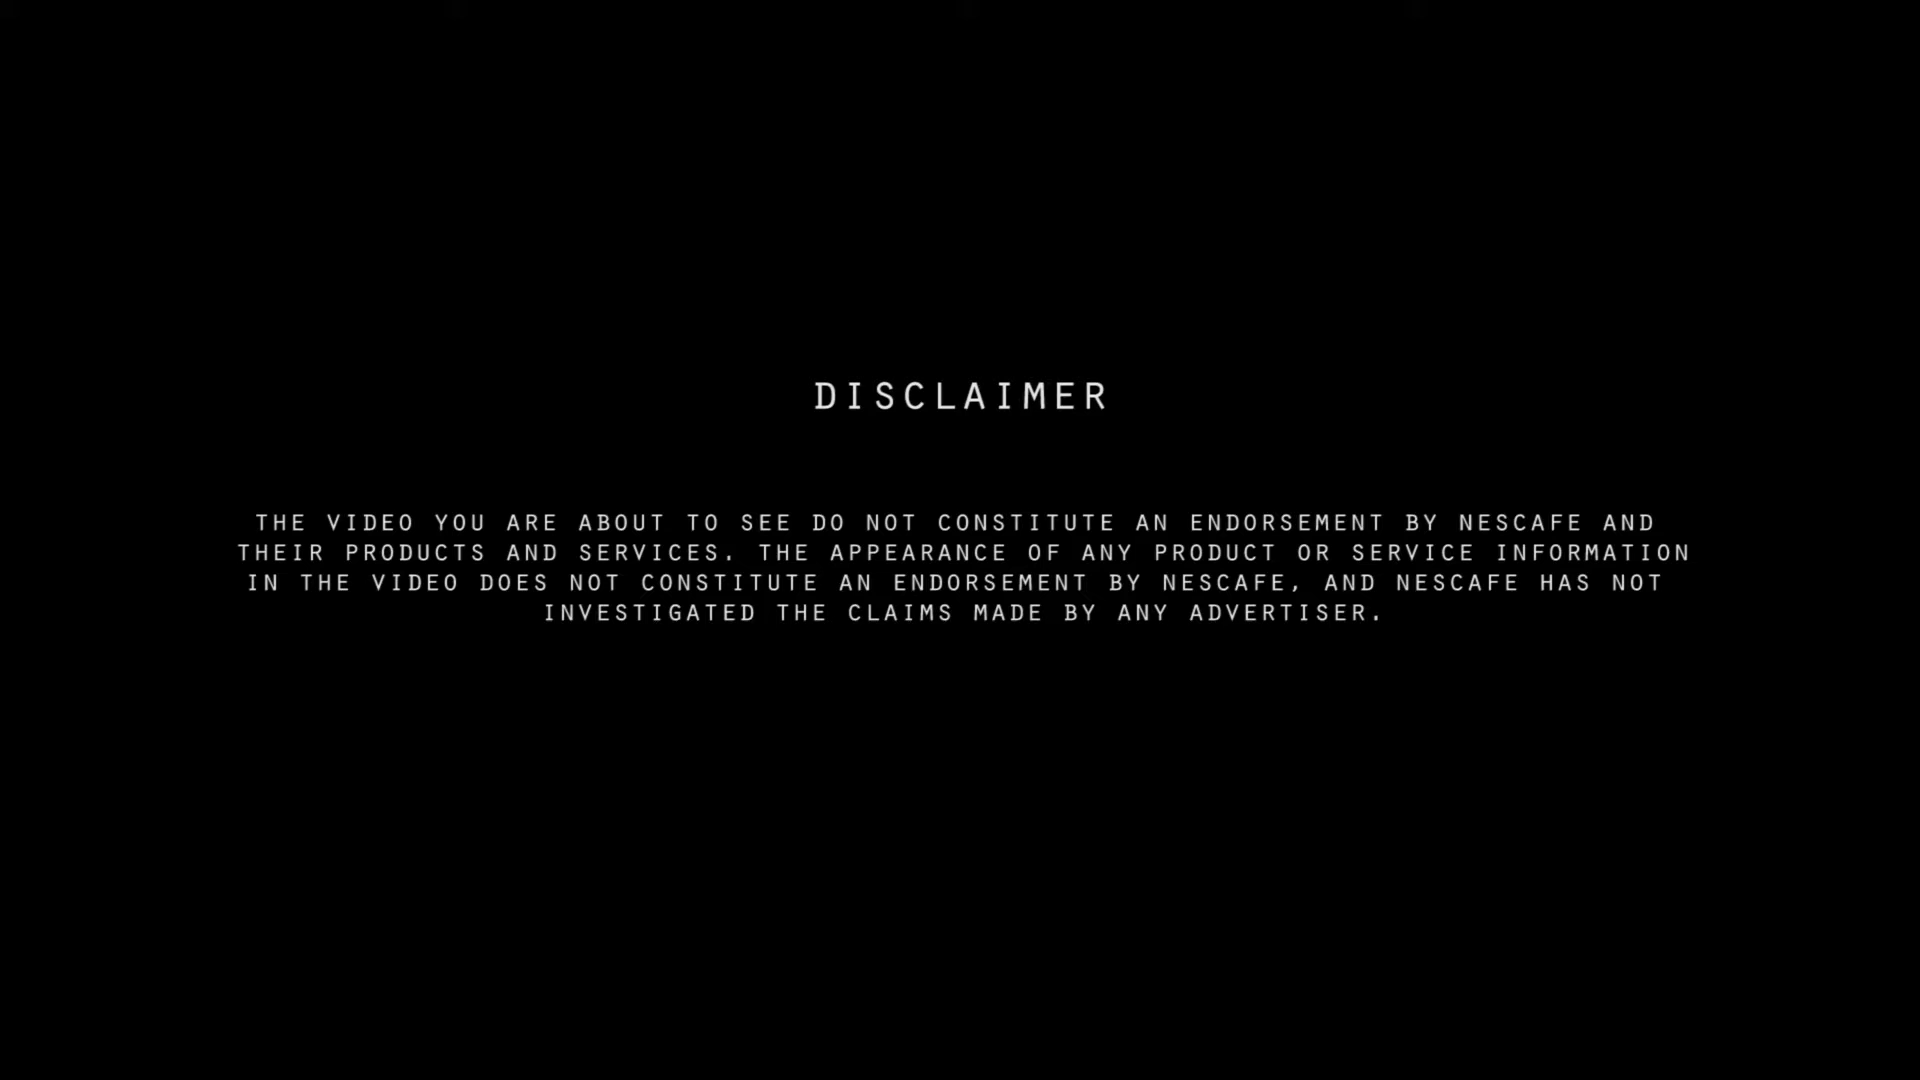 DISCLAIMER
THE VIDEO YOU ARE ABOUT TO SEE DO NOT CONSTITUTE AN ENDORSEMENT BY NESCAFE AND
THEIR PRODUCTS AND SERVICES. THE APPEARANCE OF ANY PRODUCT OR SERVICE INFORMATION
IN THE VIDEO DOES NOT CONSTITUTE AN ENDORSEMENT BY NESCAFE, AND NESCAFE HAS NOT
INVESTIGATED THE CLAIMS MADE BY ANY ADVERTISER.